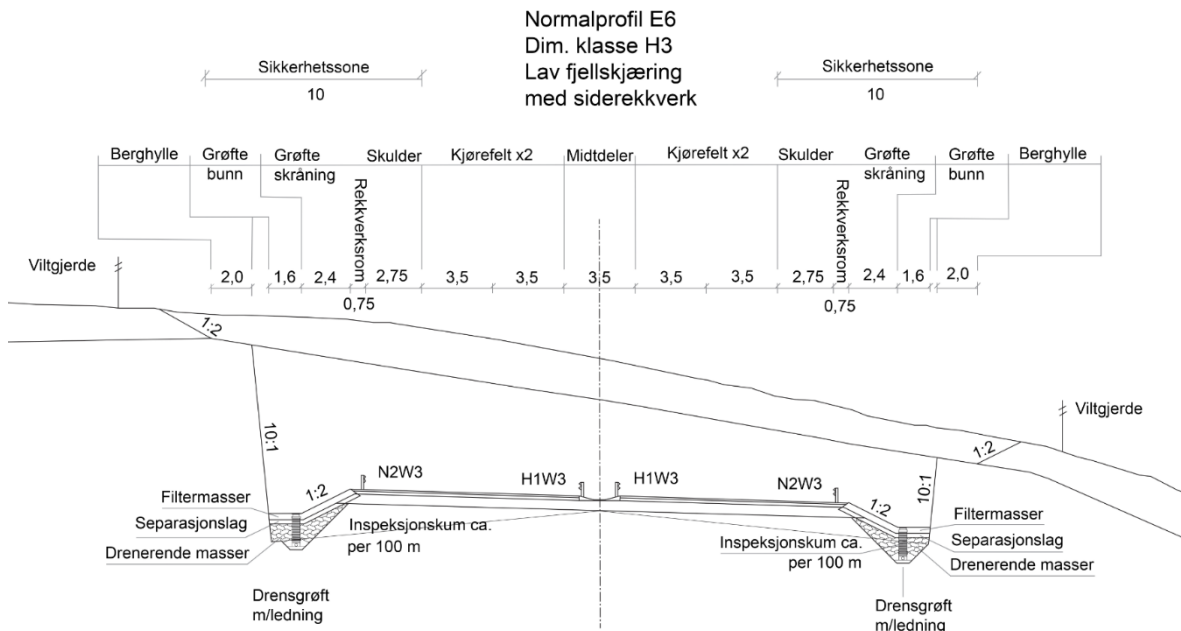 Normalprofil E6
Dim. klasse H3
Lav fjellskjæring
med siderekkverk
Sikkerhetssone
10
Sikkerhetssone
10
Berghylle
Grøfte
bunn
Grøfte
skråning
Rekkverksrom
Skulder
Kjørefelt x2
Midtdeler
Kjørefelt x2
Skulder
Rekkverksrom
Grøfte
skråning
Grøfte
bunn
Berghylle
Viltgjerde
2,0
1,6
2,4
0,75
2,75
3,5
3,5
3,5
3,5
3,5
2,75
0,75
2,4
1,6
2,0
1:2
Viltgjerde
1:2
10:1
10:1
N2W3
H1W3
H1W3
N2W3
1:2
1:2
Filtermasser
Separasjonslag
Drenerende masser
Inspeksjonskum ca.
per 100 m
Inspeksjonskum ca.
per 100 m
Filtermasser
Separasjonslag
Drenerende masser
Drensgrøft
m/ledning
Drensgrøft
m/ledning